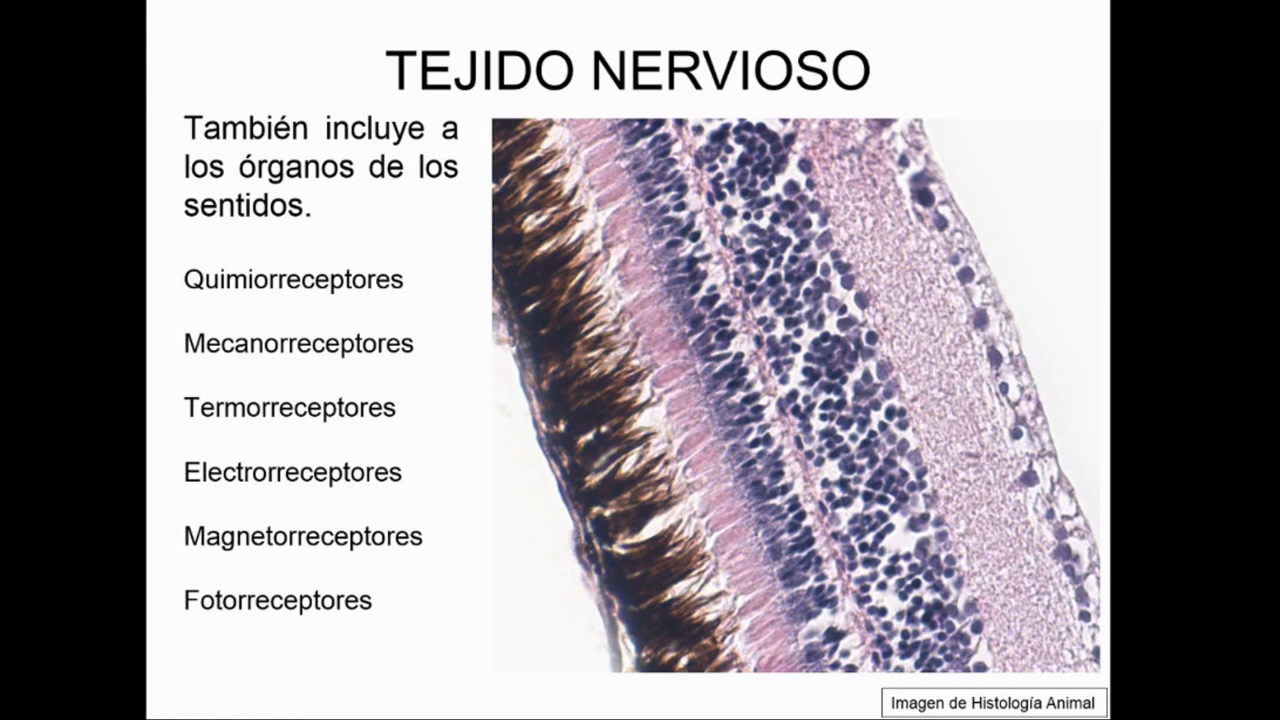 TEJIDO NERVIOSO
También incluye a
los órganos de los
sentidos.
Quimiorreceptores
Mecanorreceptores
Termorreceptores
Electrorreceptores
Magnetorreceptores
Fotorreceptores
Imagen de Histología Animal